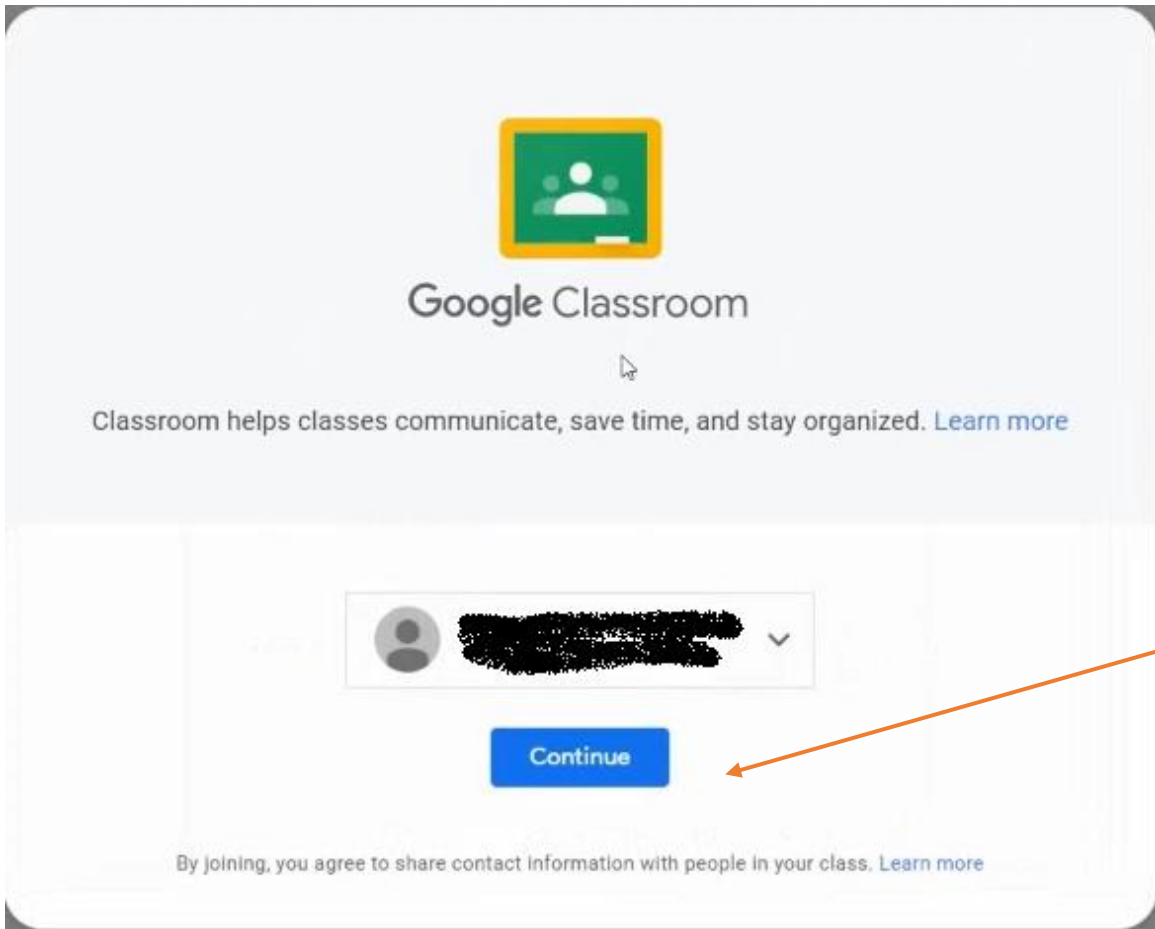 Google Classroom
Classroom helps classes communicate, save time, and stay organized. Learn more
Continue
By joining, you agree to share contact information with people in your class. Learn more